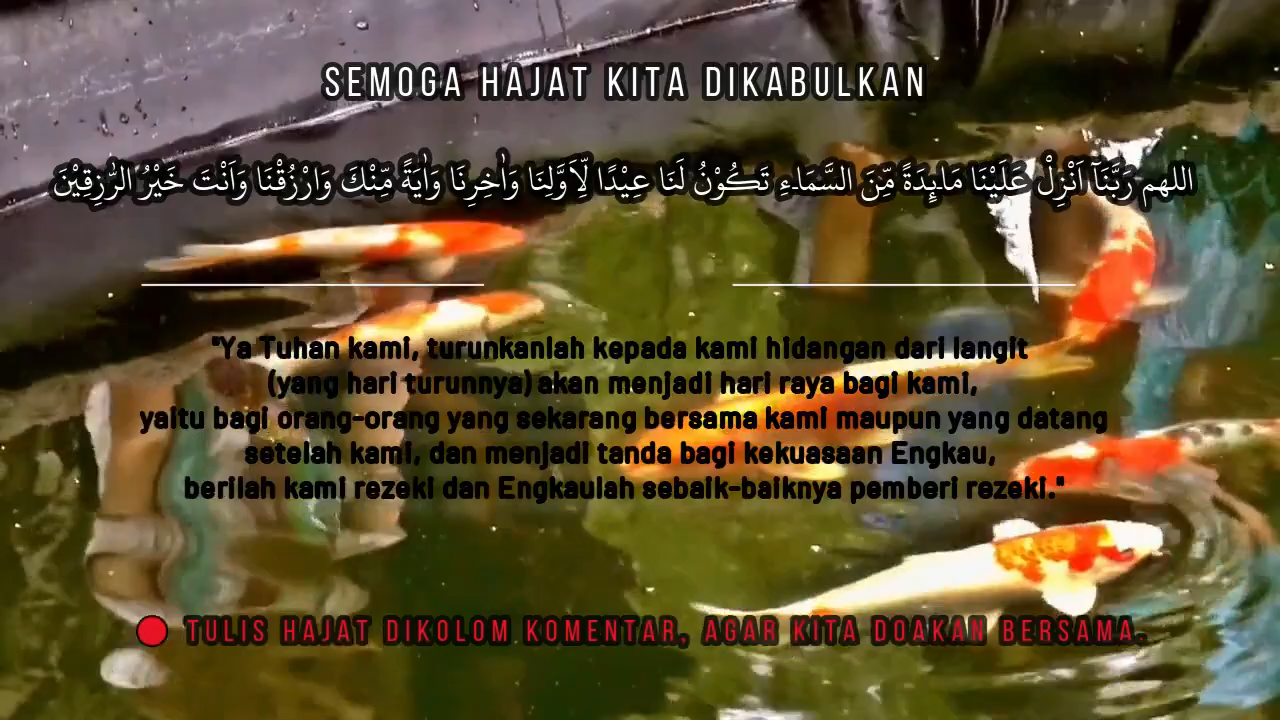 SEMOGA HAJAT KITA DIKABULKAN
اللهم رَبَّنَآ اَنْزِلْ عَلَيْنَا مَاۤىِٕدَةً مِّنَ السَّمَاۤءِ تَكُوْنُ لَنَا عِيْدًا لِّاَوَّلِنَا وَاٰخِرِنَا وَاٰيَةً مِّنْكَ وَارْزُقْنَا وَاَنْتَ خَيْرُ الرّٰزِقِيْنَ
"Ya Tuhan kami, turunkanlah kepada kami hidangan dari langit
(yang hari turunnya) akan menjadi hari raya bagi kami,
yaitu bagi orang-orang yang sekarang bersama kami maupun yang datang
setelah kami, dan menjadi tanda bagi kekuasaan Engkau,
berilah kami rezeki dan Engkaulah sebaik-baiknya pemberi rezeki."
TULIS HAJAT DIKOLOM KOMENTAR, AGAR KITA DOAKAN BERSAMA.